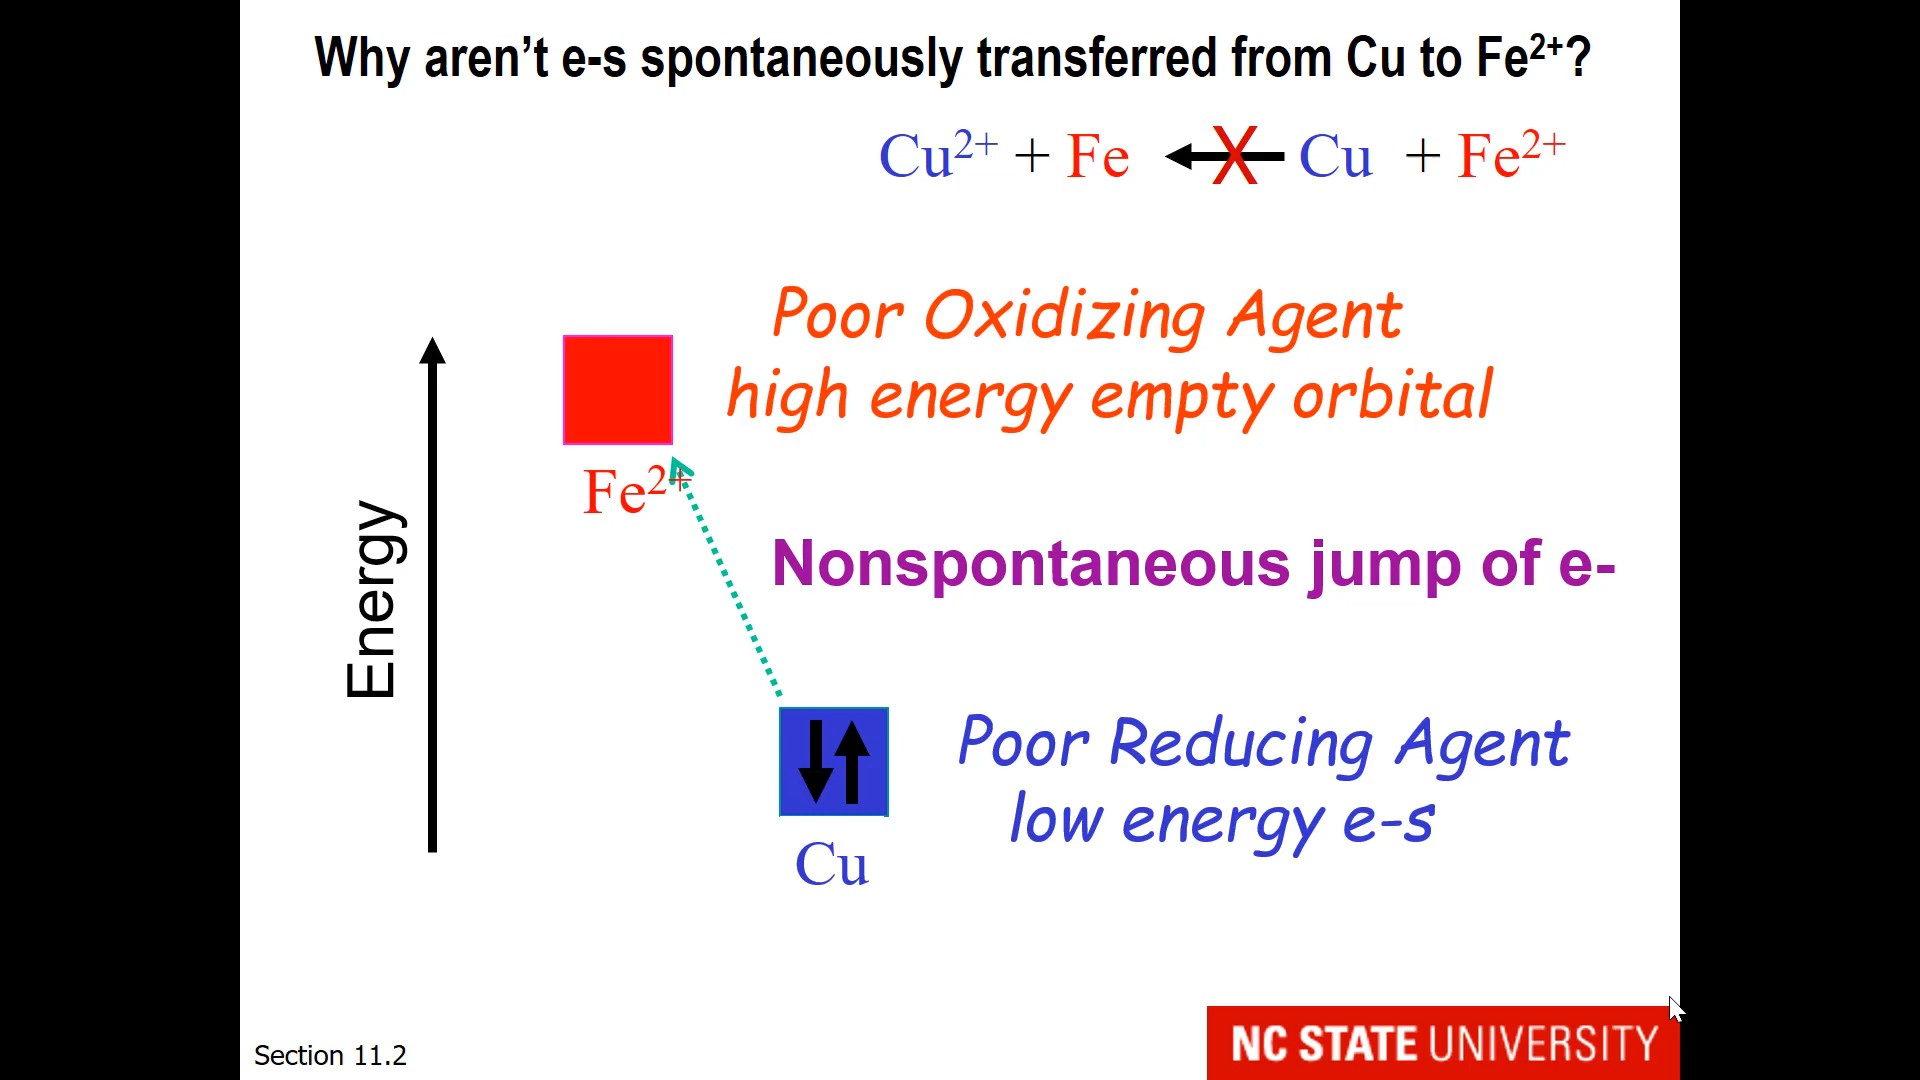 Why aren’t e-s spontaneously transferred from Cu to Fe²⁺?
Cu²⁺ + Fe X Cu + Fe²⁺
Poor Oxidizing Agent
high energy empty orbital
Fe²⁺
Energy
Nonspontaneous jump of e-
Poor Reducing Agent
low energy e-s
Cu
Section 11.2
NC STATE UNIVERSITY